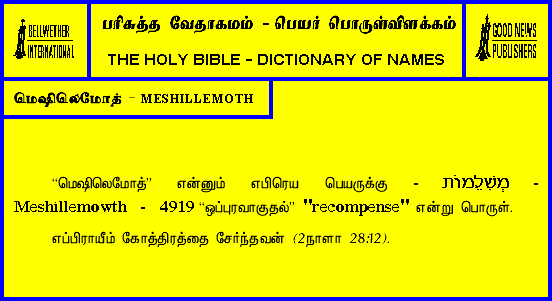 BELLWETHER
INTERNATIONAL
பரிசுத்த வேதாகமம் - பெயர் பொருள்விளக்கம்
THE HOLY BIBLE - DICTIONARY OF NAMES
GOOD NEWS
PUBLISHERS
மெஷிலெமோத் - MESHILLEMOTH
“மெஷிலெமோத்” என்னும் எபிரெய பெயருக்கு - מְשִׁלֵּמוֹת -
Meshillemowth - 4919 “ஒப்புரவாகுதல்” "recompense" என்று பொருள்.
எப்பிராயீம் கோத்திரத்தை சேர்ந்தவன் (2நாளா 28:12).